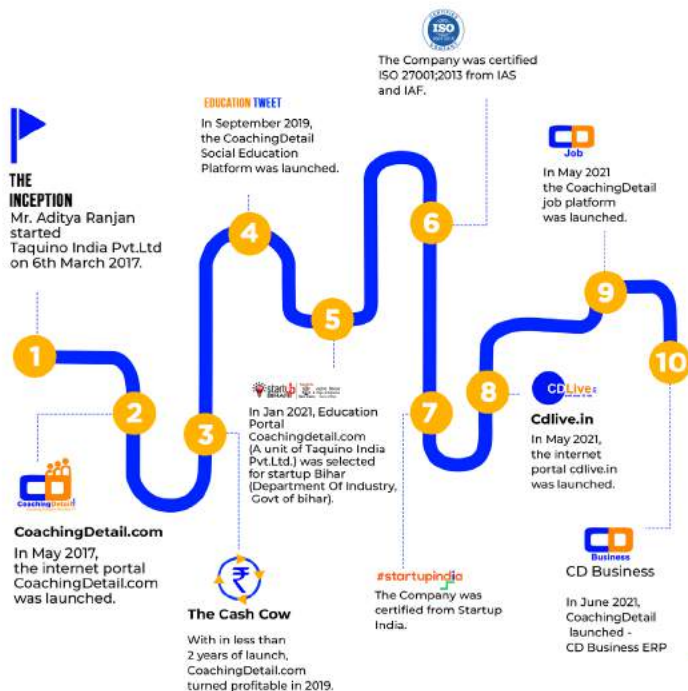 THE
INCEPTION
Mr. Aditya Ranjan
started
Taquino India Pvt.Ltd
on 6th March 2017.
1
2
CoachingDetail
CoachingDetail.com
In May 2017,
the internet portal
CoachingDetail.com
was launched.
3
₹
The Cash Cow
With in less than
2 years of launch,
CoachingDetail.com
turned profitable in 2019.
EDUCATION TWEET
In September 2019,
the CoachingDetail
Social Education
Platform was launched.
4
5
startup
BIHAR
In Jan 2021, Education
Portal
Coachingdetail.com
(A unit of Taquino India
Pvt.Ltd.) was selected
for startup Bihar
(Department Of Industry,
Govt of bihar).
CERTIFIED
ISO
COMPANY
The Company was certified
ISO 27001;2013 from IAS
and IAF.
6
7
#startupindia
The Company was
certified from Startup
India.
8
CDLive
Cdlive.in
In May 2021,
the internet
portal cdlive.in
was launched.
CD
Job
In May 2021
the CoachingDetail
job platform
was launched.
9
10
CD
Business
CD Business
In June 2021,
CoachingDetail
launched -
CD Business ERP